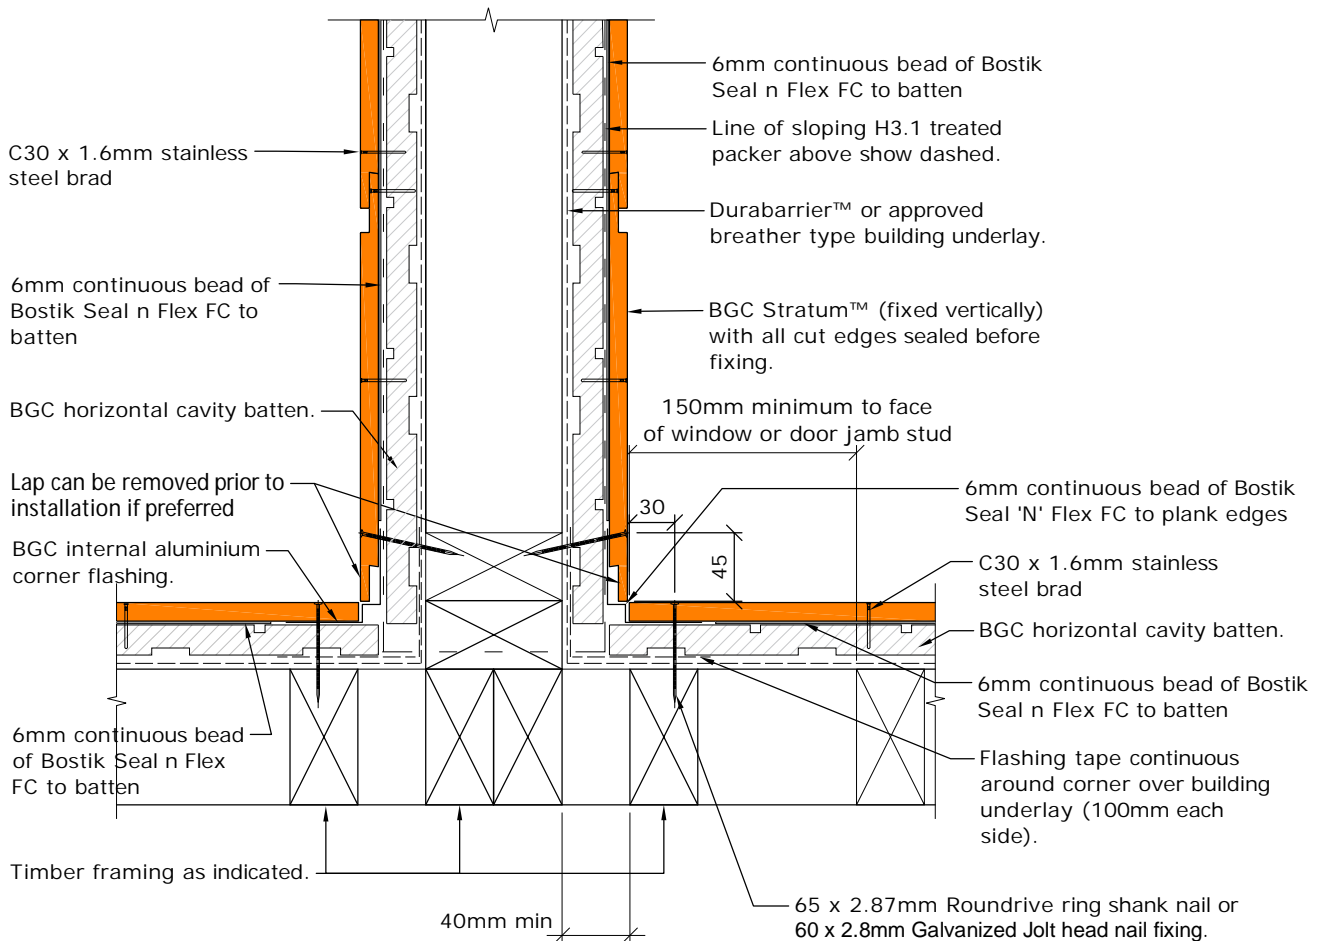 6mm continuous bead of Bostik
Seal n Flex FC to batten
Line of sloping H3.1 treated
packer above show dashed.
C30 x 1.6mm stainless
steel brad
Durabarrier™ or approved
breather type building underlay.
6mm continuous bead of
Bostik Seal n Flex FC to
batten
BGC Stratum™ (fixed vertically)
with all cut edges sealed before
fixing.
BGC horizontal cavity batten.
150mm minimum to face
of window or door jamb stud
Lap can be removed prior to
installation if preferred
30
6mm continuous bead of Bostik
Seal 'N' Flex FC to plank edges
BGC internal aluminium
corner flashing.
45
C30 x 1.6mm stainless
steel brad
BGC horizontal cavity batten.
6mm continuous bead of Bostik
Seal n Flex FC to batten
6mm continuous bead
of Bostik Seal n Flex
FC to batten
Flashing tape continuous
around corner over building
underlay (100mm each
side).
Timber framing as indicated.
40mm min
65 x 2.87mm Roundrive ring shank nail or
60 x 2.8mm Galvanized Jolt head nail fixing.